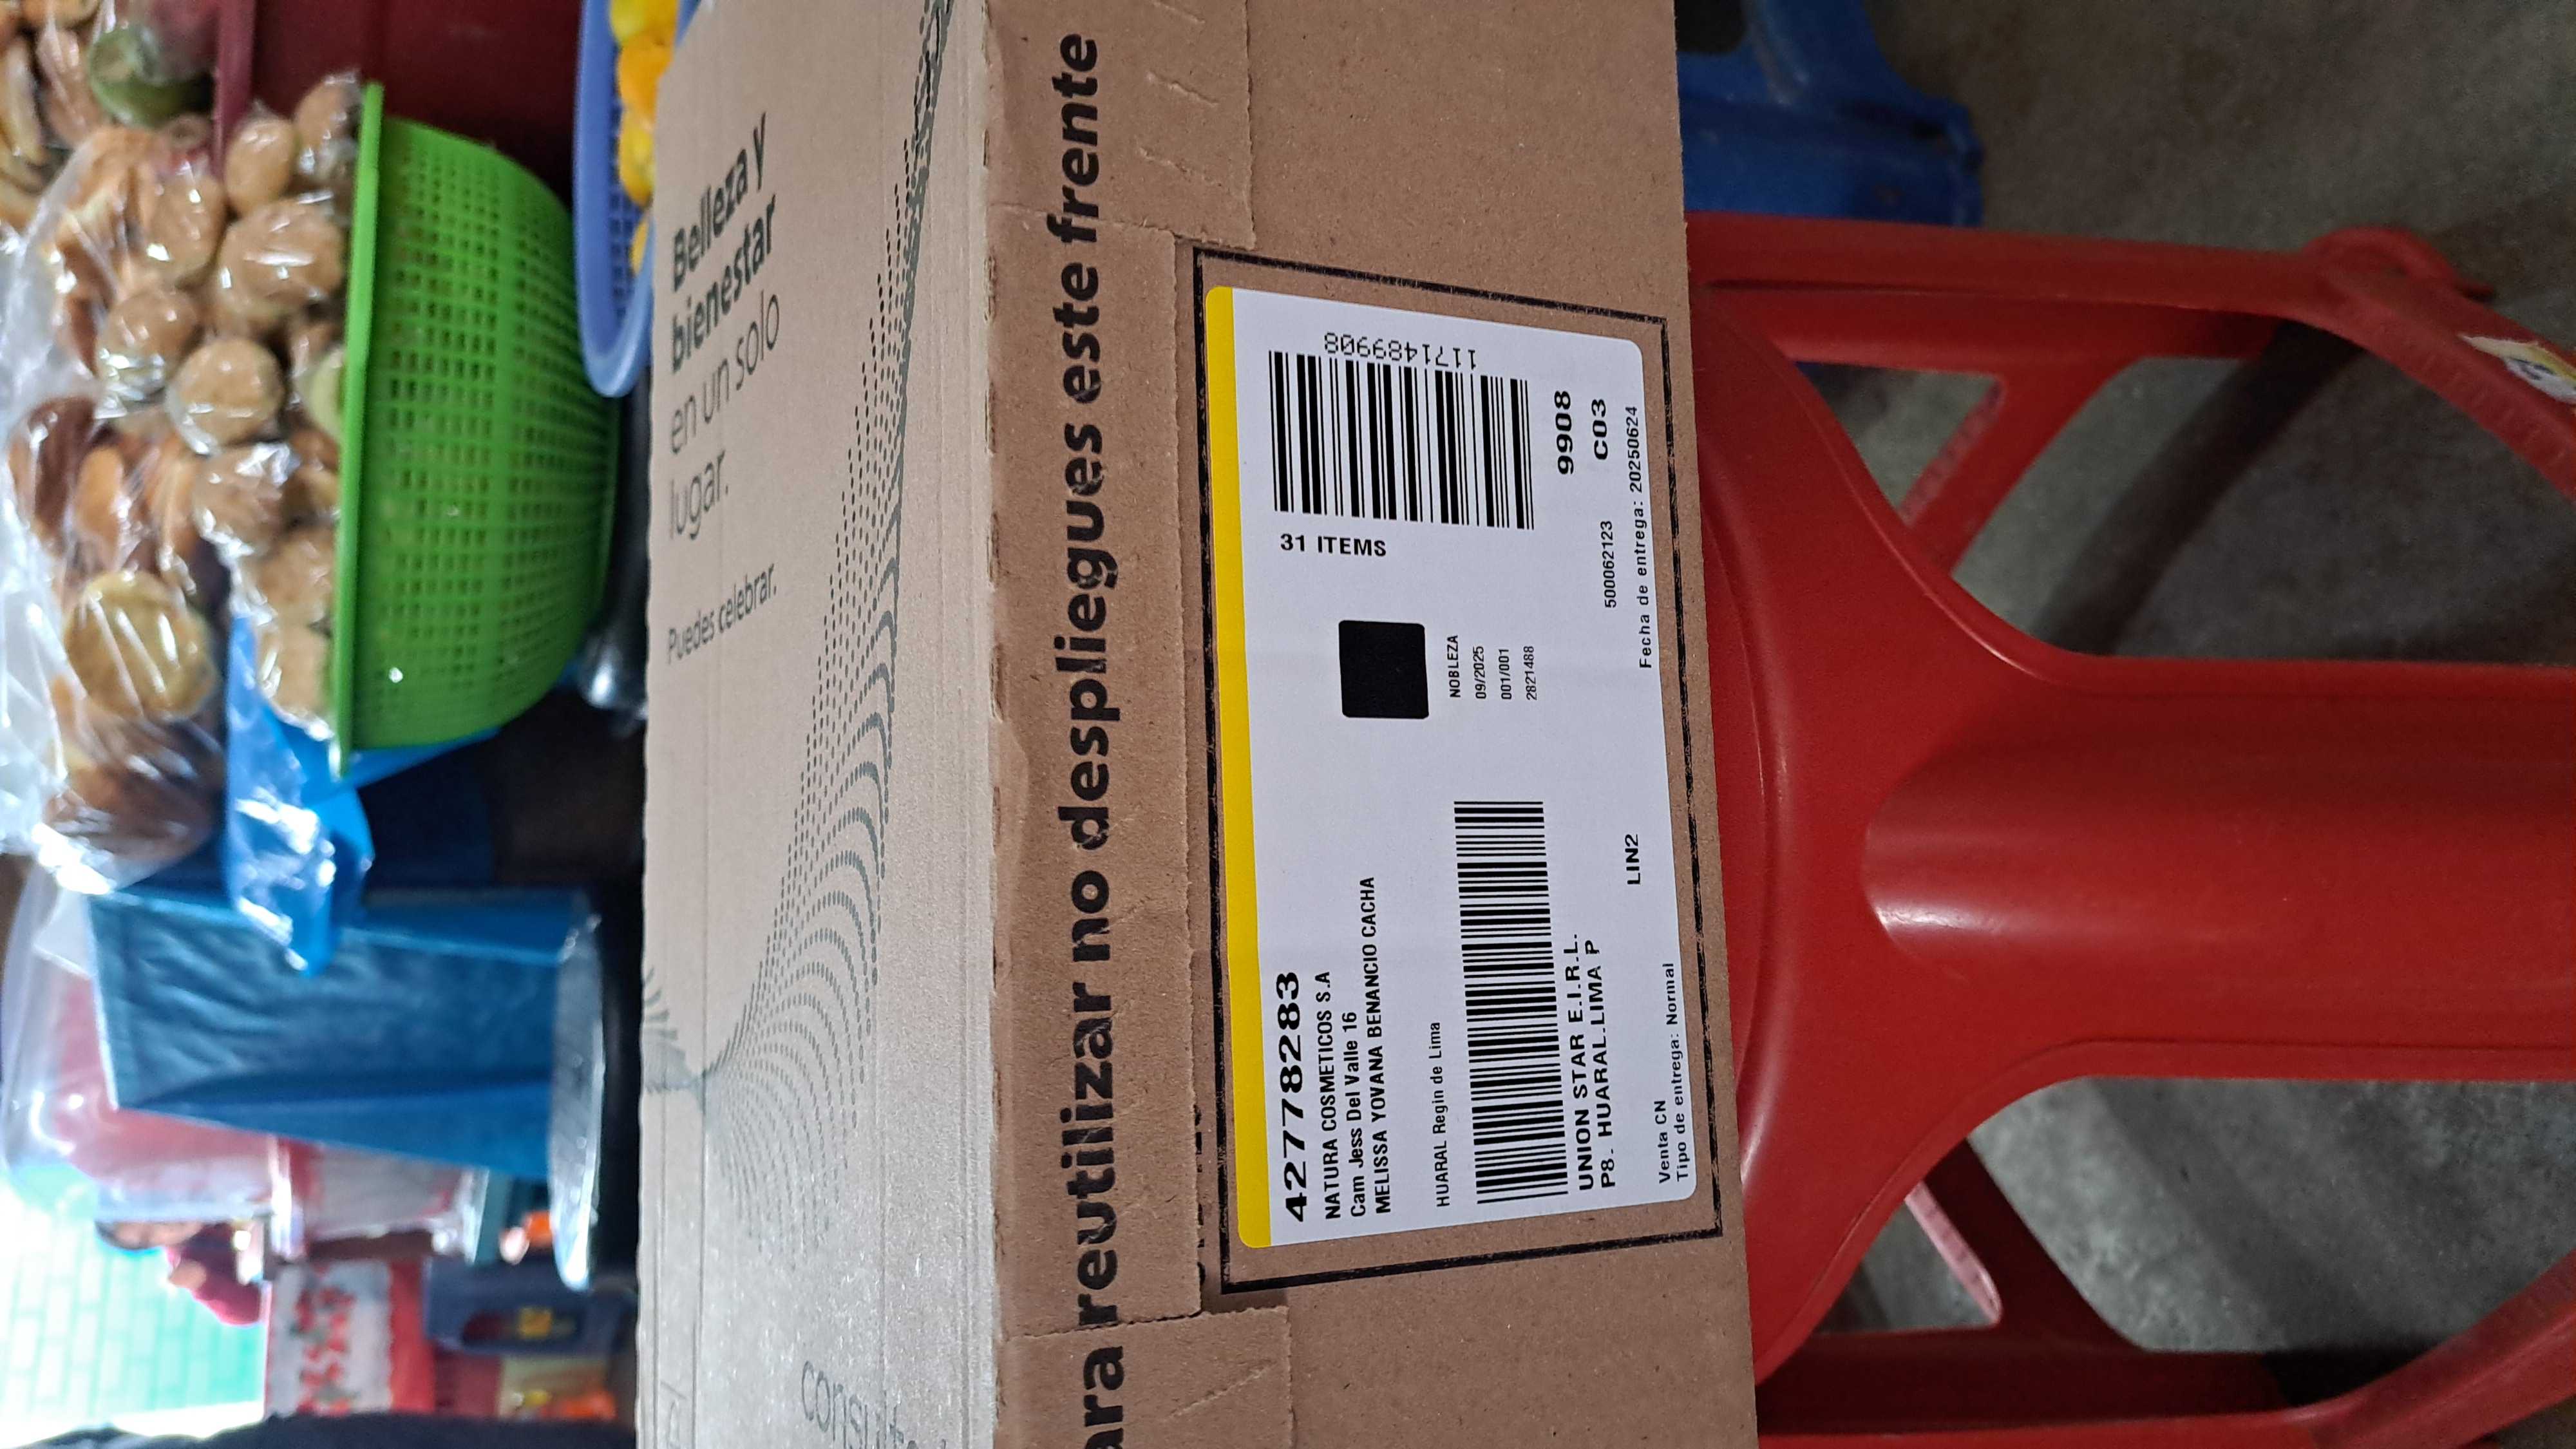 Belleza y
bienestar
en un solo
lugar.
Puedes celebrar.
ara reutilizar no despliegues este frente
42778283
NATURA COSMETICOS S.A
Cam Jess Del Valle 16
MELISSA YOVANA BENANCIO CACHA
HUARAL Regin de Lima
UNION STAR E.I.R.L.
P8. HUARAL.LIMA P
LIN2
Venta CN
Tipo de entrega: Normal
31 ITEMS
1171489908
NOBLEZA
09/2025
001/001
2821488
9908
C03
500062123
Fecha de entrega: 20250624